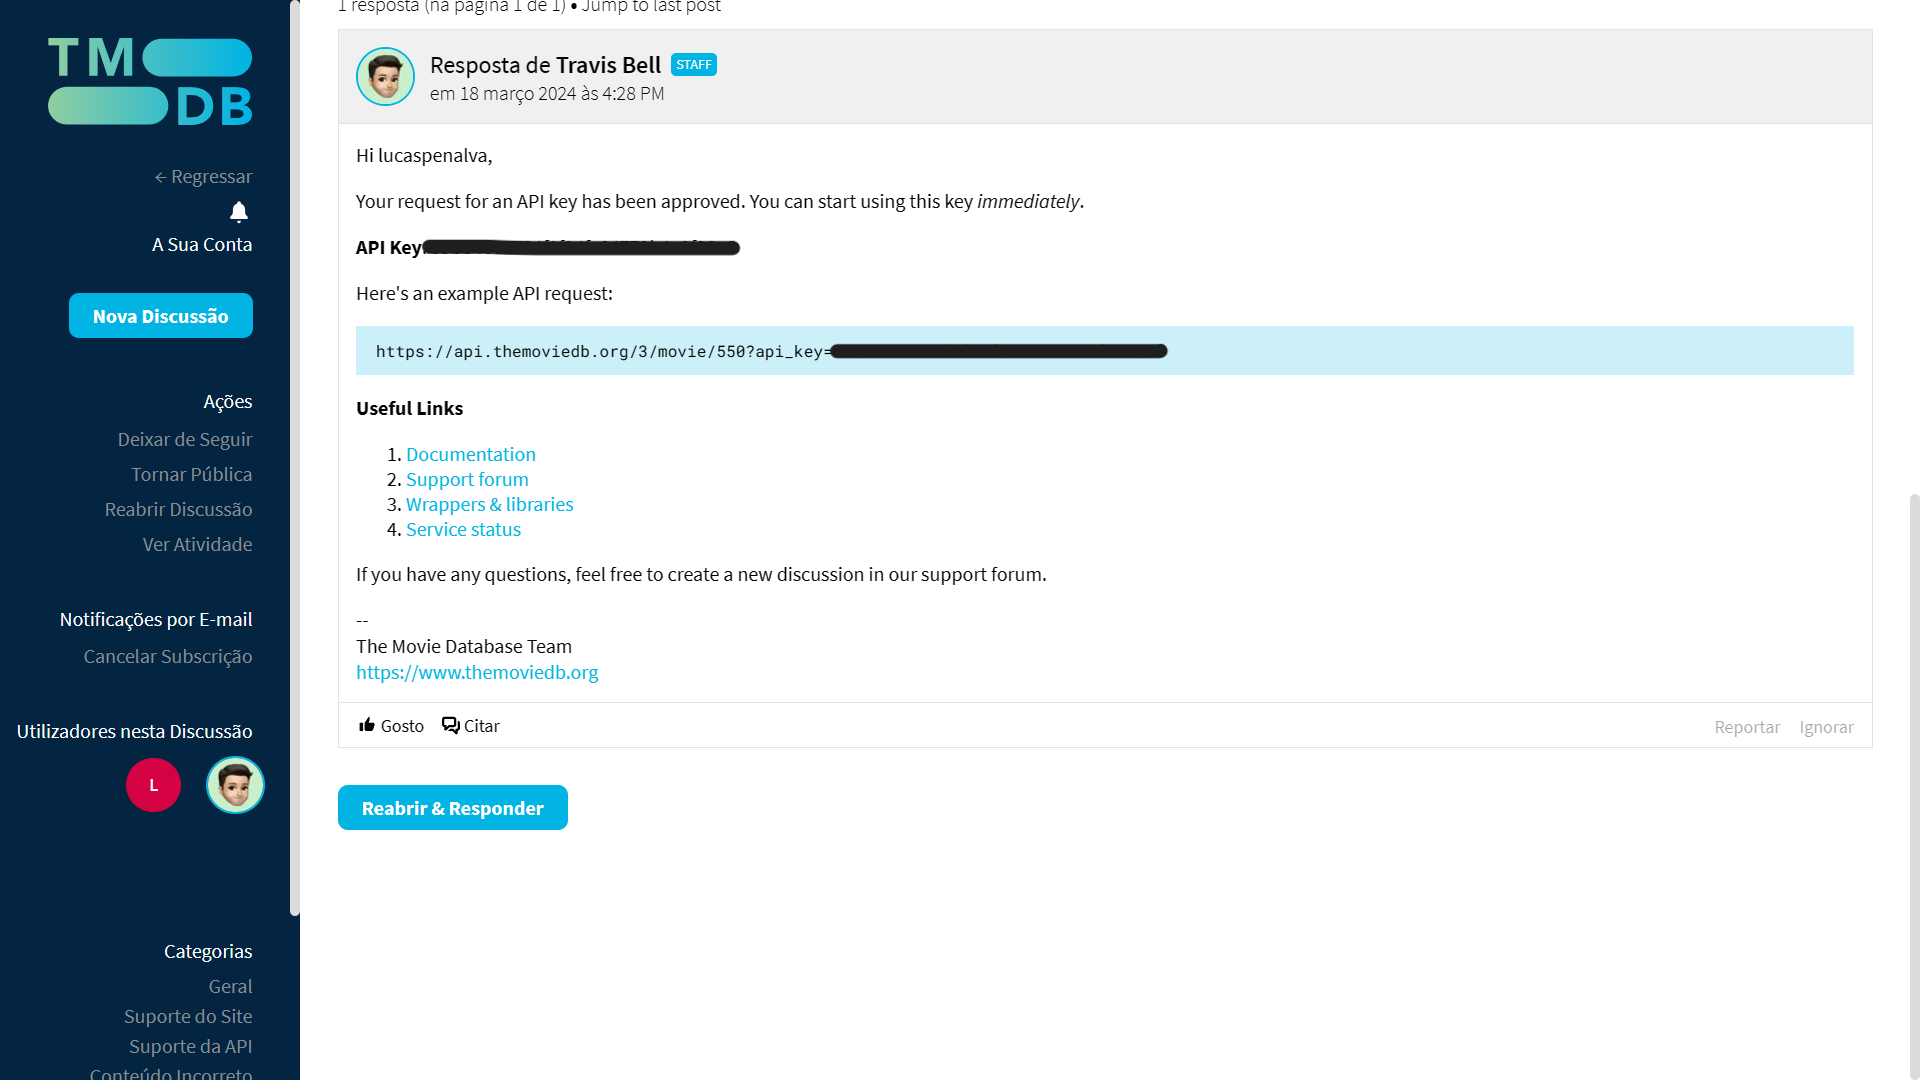 TMDB
← Regressar
A Sua Conta
Nova Discussão
Ações
Deixar de Seguir
Tornar Pública
Reabrir Discussão
Ver Atividade
Notificações por E-mail
Cancelar Subscrição
Utilizadores nesta Discussão
L
Categorias
Geral
Suporte do Site
Suporte da API
Conteúdo Incorreto
1 resposta (na página 1 de 1) • Jump to last post
Resposta de Travis Bell STAFF
em 18 março 2024 às 4:28 PM
Hi lucaspenalva,
Your request for an API key has been approved. You can start using this key immediately.
API Key
Here's an example API request:
https://api.themoviedb.org/3/movie/550?api_key=
Useful Links
1. Documentation
2. Support forum
3. Wrappers & libraries
4. Service status
If you have any questions, feel free to create a new discussion in our support forum.
--
The Movie Database Team
https://www.themoviedb.org
Gosto Citar
Reportar Ignorar
Reabrir & Responder